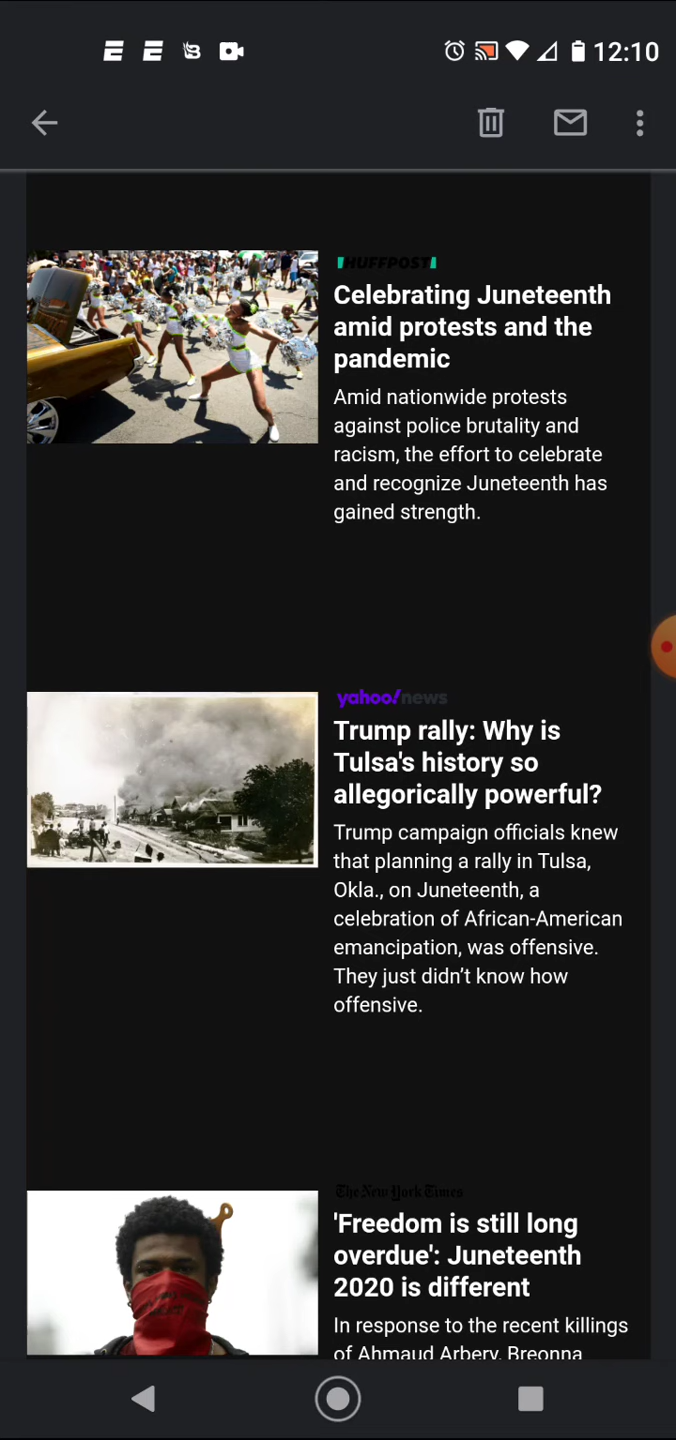 12:10
HUFFPOST
Celebrating Juneteenth
amid protests and the
pandemic
Amid nationwide protests
against police brutality and
racism, the effort to celebrate
and recognize Juneteenth has
gained strength.
yahoo!news
Trump rally: Why is
Tulsa's history so
allegorically powerful?
Trump campaign officials knew
that planning a rally in Tulsa,
Okla., on Juneteenth, a
celebration of African-American
emancipation, was offensive.
They just didn’t know how
offensive.
The New York Times
'Freedom is still long
overdue': Juneteenth
2020 is different
In response to the recent killings
of Ahmaud Arbery, Breonna